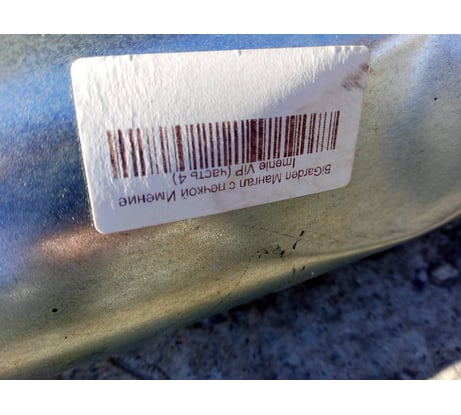 BiGarden Мангал с печкой Имение
Imenie VIP (часть 4)